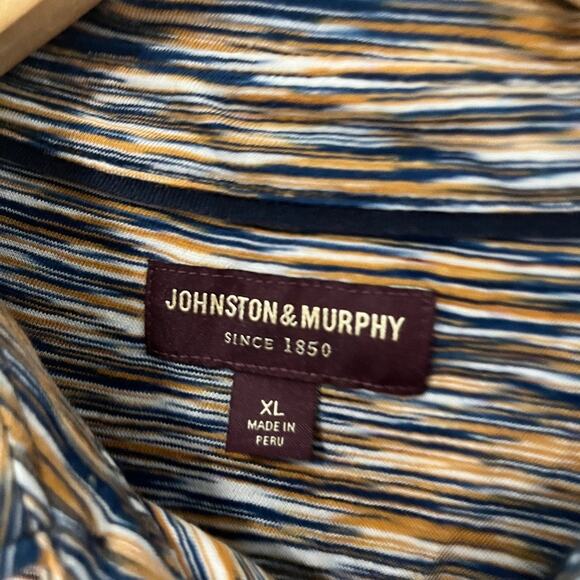 JOHNSTON & MURPHY
SINCE 1850
XL
MADE IN
PERU